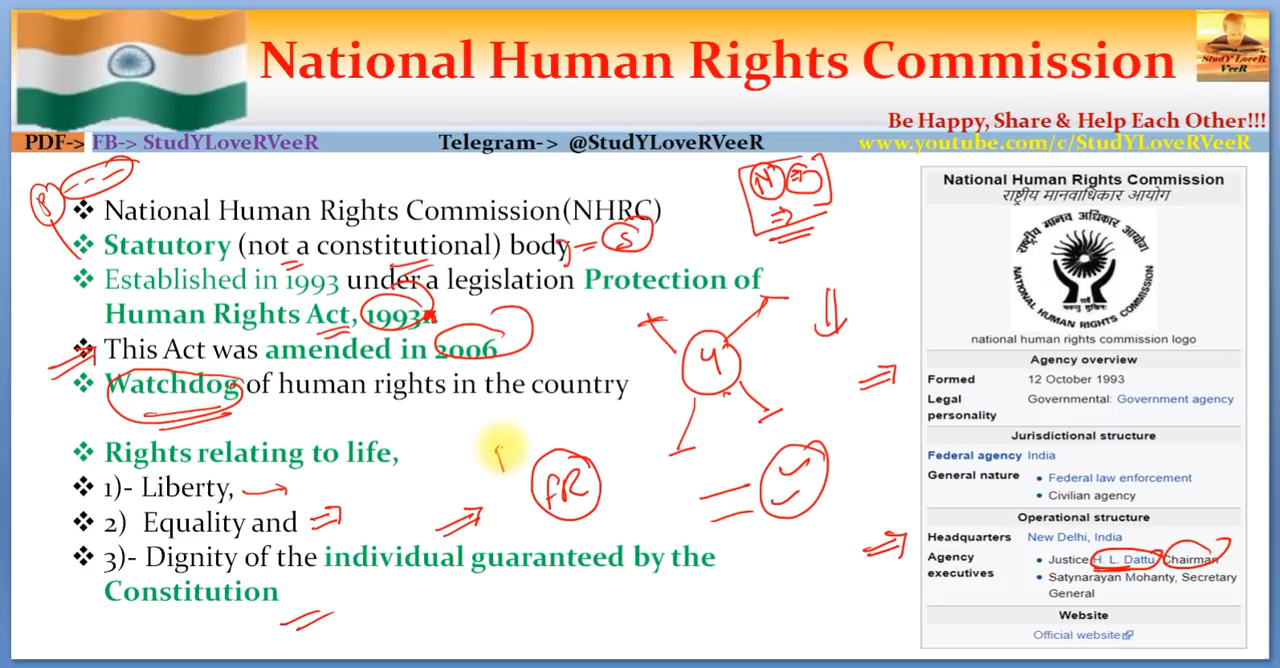 National Human Rights Commission
StudY LoveR
VeeR
Be Happy, Share & Help Each Other!!!
PDF-> FB-> StudYLoveRVeeR Telegram-> @StudYLoveRVeeR www.youtube.com/c/StudYLoveRVeeR
National Human Rights Commission(NHRC)
Statutory (not a constitutional) body
S
Established in 1993 under a legislation Protection of
Human Rights Act, 1993
This Act was amended in 2006
Watchdog of human rights in the country
4
Rights relating to life,
1)- Liberty,
FR
2) Equality and
3)- Dignity of the individual guaranteed by the
Constitution
National Human Rights Commission
राष्ट्रीय मानवाधिकार आयोग
राष्ट्रीय मानव अधिकार आयोग
NATIONAL HUMAN RIGHTS COMMISSION
national human rights commission logo
Agency overview
Formed 12 October 1993
Legal personality Governmental: Government agency
Jurisdictional structure
Federal agency India
General nature • Federal law enforcement
• Civilian agency
Operational structure
Headquarters New Delhi, India
Agency executives • Justice H. L. Dattu, Chairman
• Satynarayan Mohanty, Secretary
General
Website
Official website